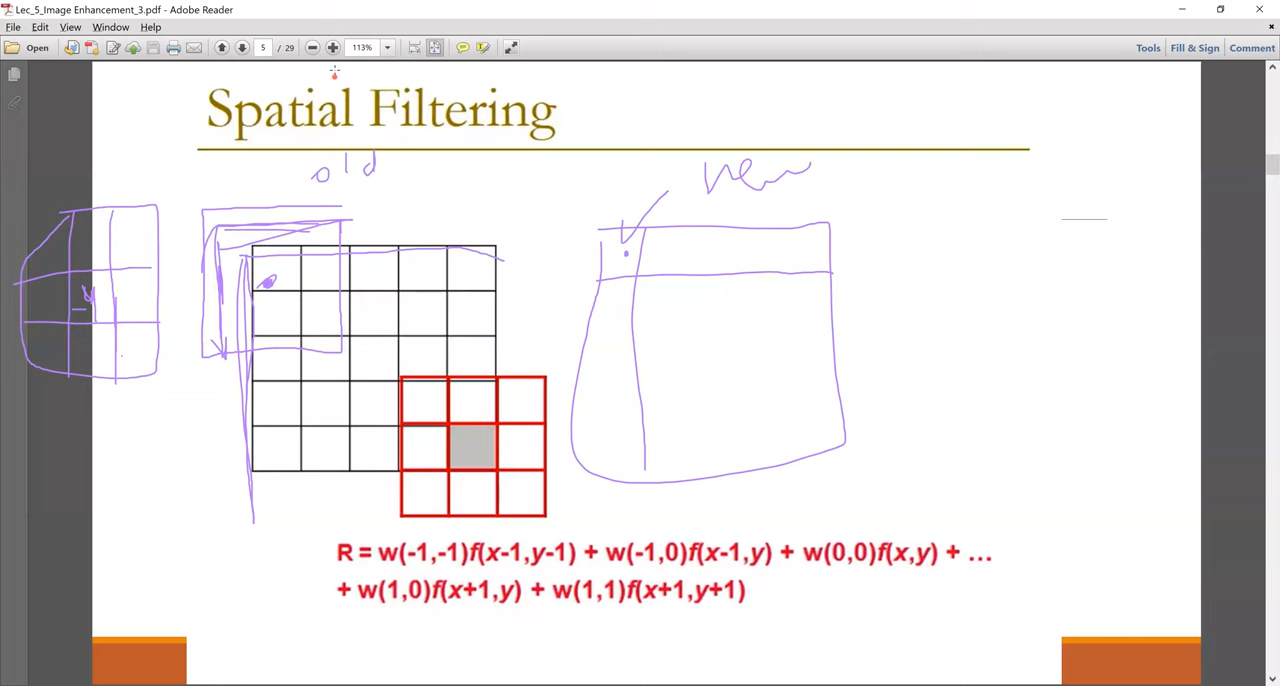 Lec_5_Image Enhancement_3.pdf - Adobe Reader
File Edit View Window Help
Open 5 / 29 113% Tools Fill & Sign Comment
Spatial Filtering
old new
R = w(-1,-1)f(x-1,y-1) + w(-1,0)f(x-1,y) + w(0,0)f(x,y) + …
+ w(1,0)f(x+1,y) + w(1,1)f(x+1,y+1)